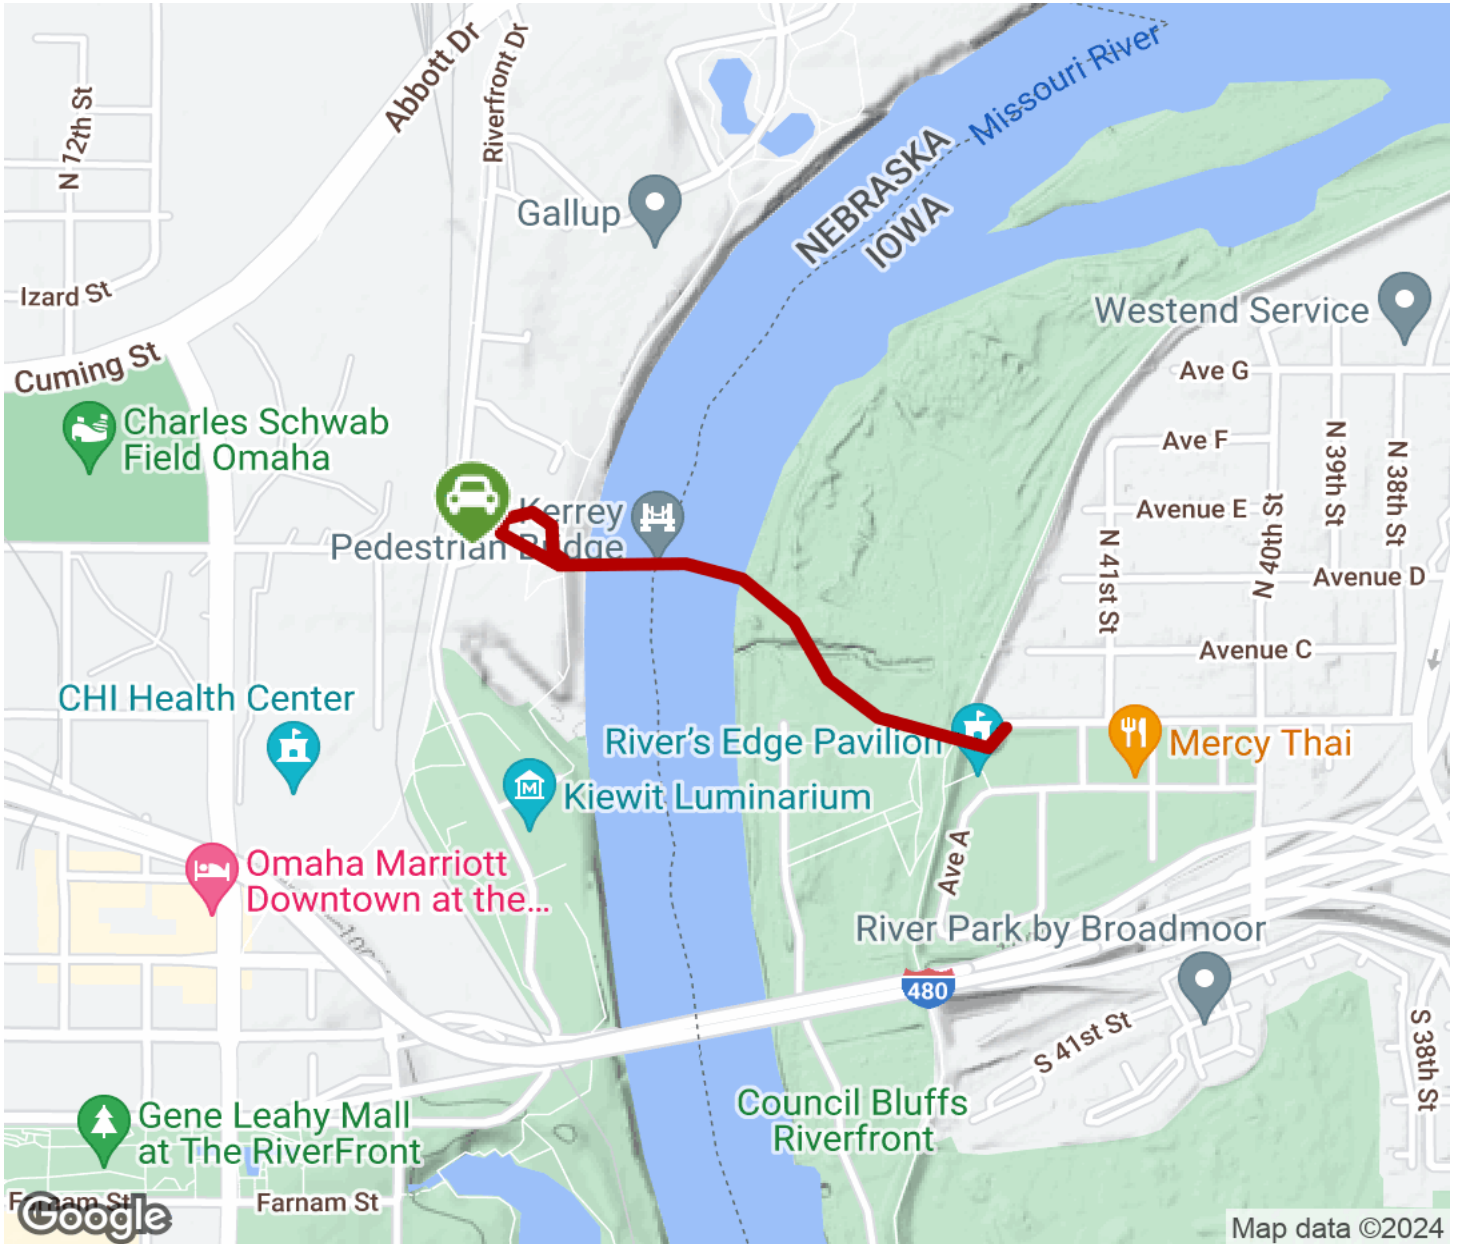 Abbott Dr
Riverfront Dr
N 12th St
Missouri River
NEBRASKA
IOWA
Gallup
Izard St
Westend Service
Cuming St
Ave G
Charles Schwab
Field Omaha
Ave F
N 39th St
N 38th St
Kerrey
Pedestrian Bridge
Avenue E
N 40th St
N 41st St
Avenue D
Avenue C
CHI Health Center
River's Edge Pavilion
Mercy Thai
Kiewit Luminarium
Ave A
Omaha Marriott
Downtown at the...
River Park by Broadmoor
480
S 41st St
S 38th St
Council Bluffs
Riverfront
Gene Leahy Mall
at The RiverFront
Farnam St
Farnam St
Google
Map data ©2024